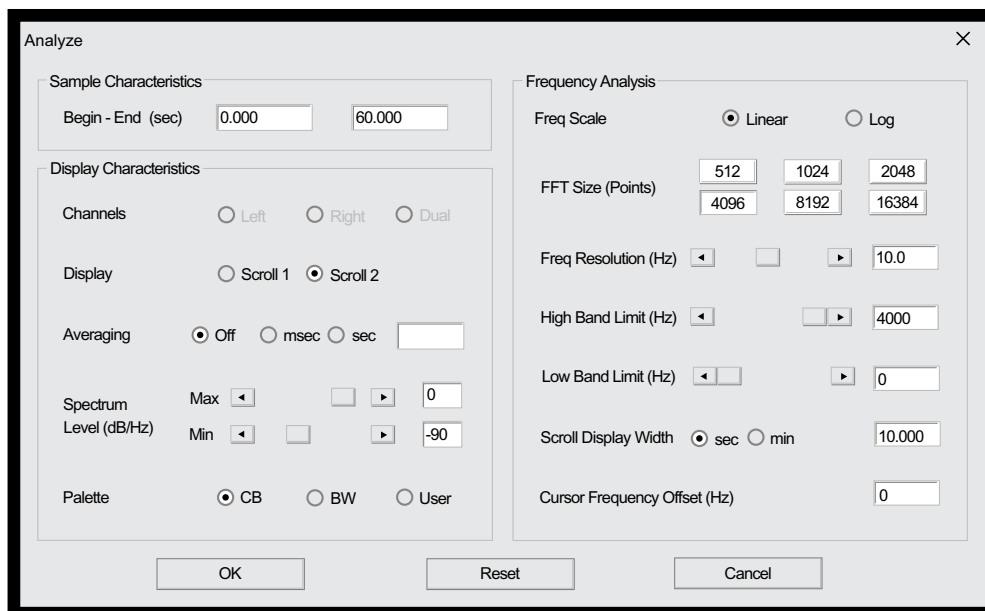 Analyze
Sample Characteristics
Begin - End (sec) 0.000 60.000
Display Characteristics
Channels Left Right Dual
Display Scroll 1 Scroll 2
Averaging Off msec sec
Spectrum
Level (dB/Hz)
Max 0
Min -90
Palette CB BW User
Frequency Analysis
Freq Scale Linear Log
FFT Size (Points)
512 1024 2048
4096 8192 16384
Freq Resolution (Hz) 10.0
High Band Limit (Hz) 4000
Low Band Limit (Hz) 0
Scroll Display Width sec min 10.000
Cursor Frequency Offset (Hz) 0
OK Reset Cancel